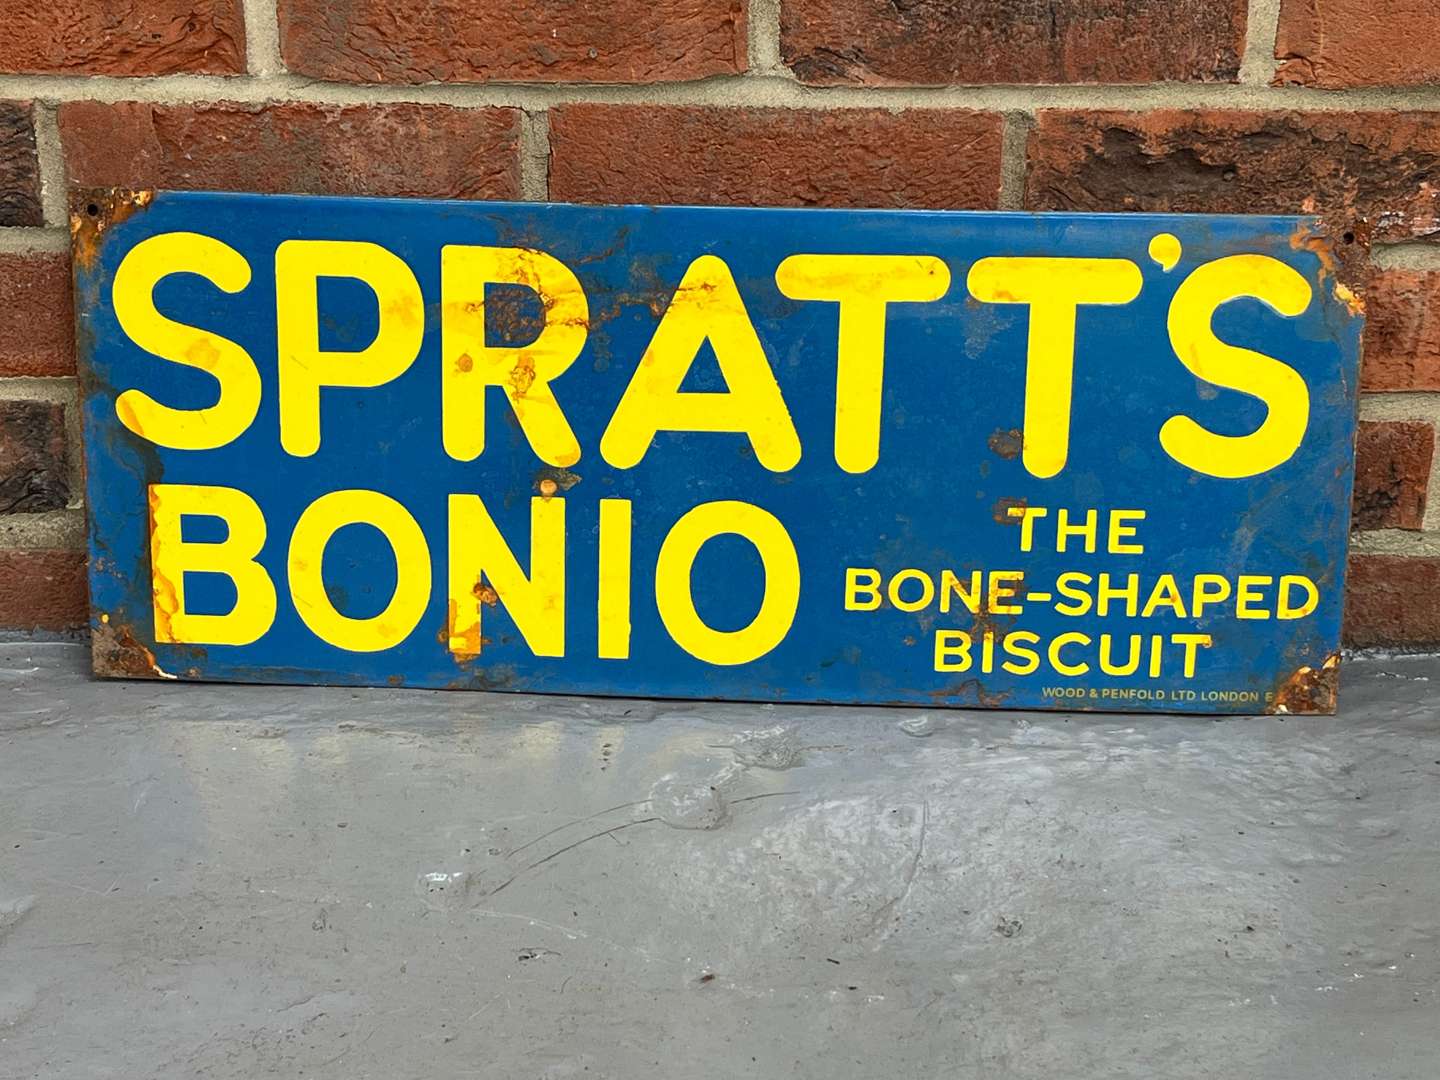 SPRATT'S
BONIO
THE
BONE-SHAPED
BISCUIT
WOOD & PENFOLD LTD LONDON E